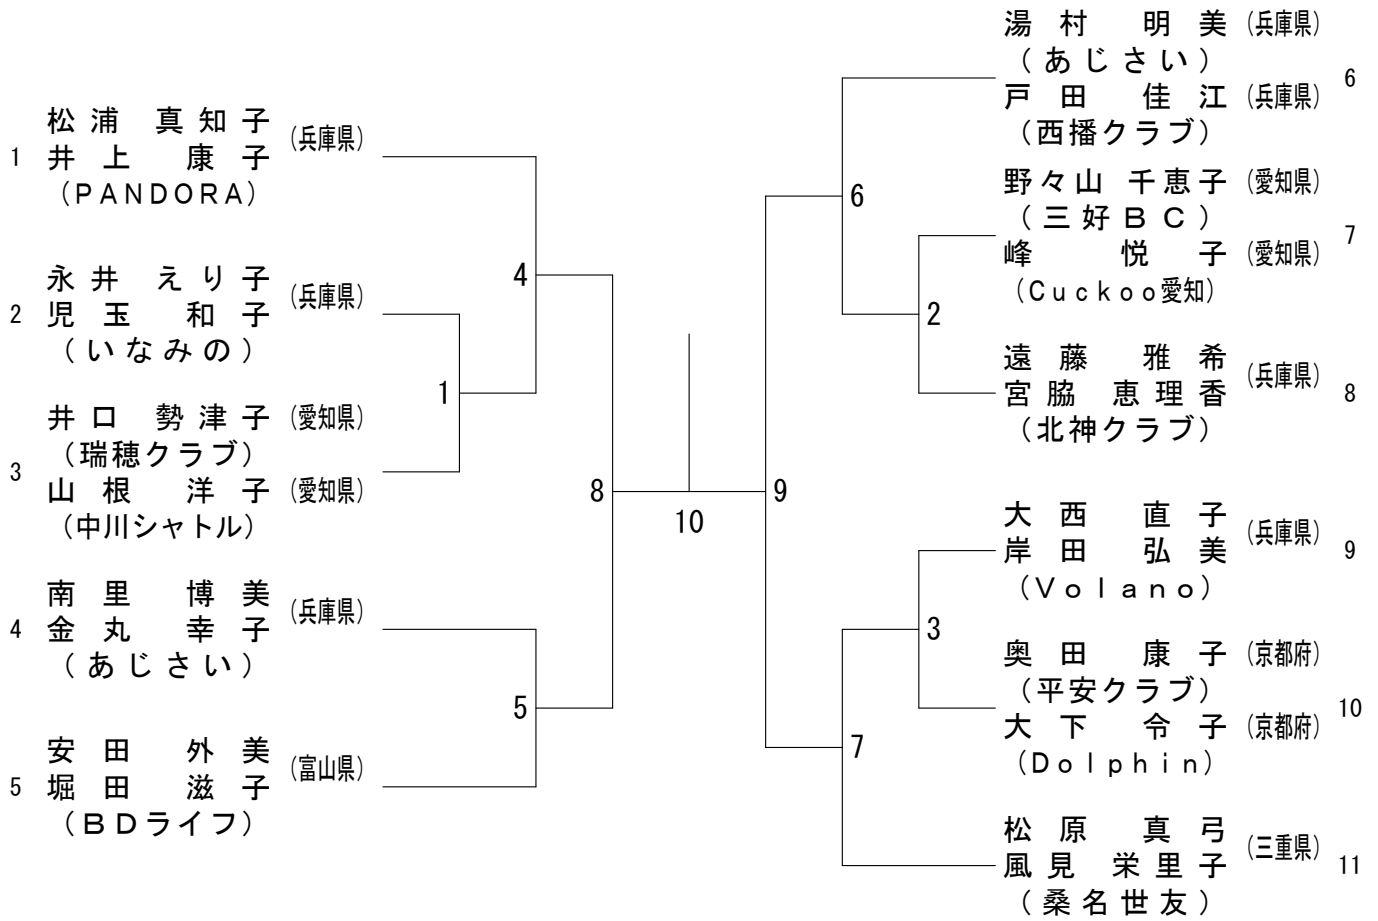 松浦 真知子 (兵庫県)
1 井上 康子
(PANDORA)
永井 えり子 (兵庫県)
2 児玉 和子
(いなみの)
井口 勢津子 (愛知県)
(瑞穂クラブ)
3
山根 洋子 (愛知県)
(中川シャトル)
南里 博美 (兵庫県)
4 金丸 幸子
(あじさい)
安田 外美 (富山県)
5 堀田 滋子
(BDライフ)
4
1
5
8
10
9
6
2
3
7
湯村 明美 (兵庫県)
(あじさい)
6
戸田 佳江 (兵庫県)
(西播クラブ)
野々山 千恵子 (愛知県)
(三好BC)
7
峰 悦子 (愛知県)
(Cuckoo愛知)
遠藤 雅希 (兵庫県)
宮脇 恵理香 8
(北神クラブ)
大西 直子 (兵庫県)
岸田 弘美 9
(Volano)
奥田 康子 (京都府)
(平安クラブ)
10
大下 令子 (京都府)
(Dolphin)
松原 真弓 (三重県)
風見 栄里子 11
(桑名世友)